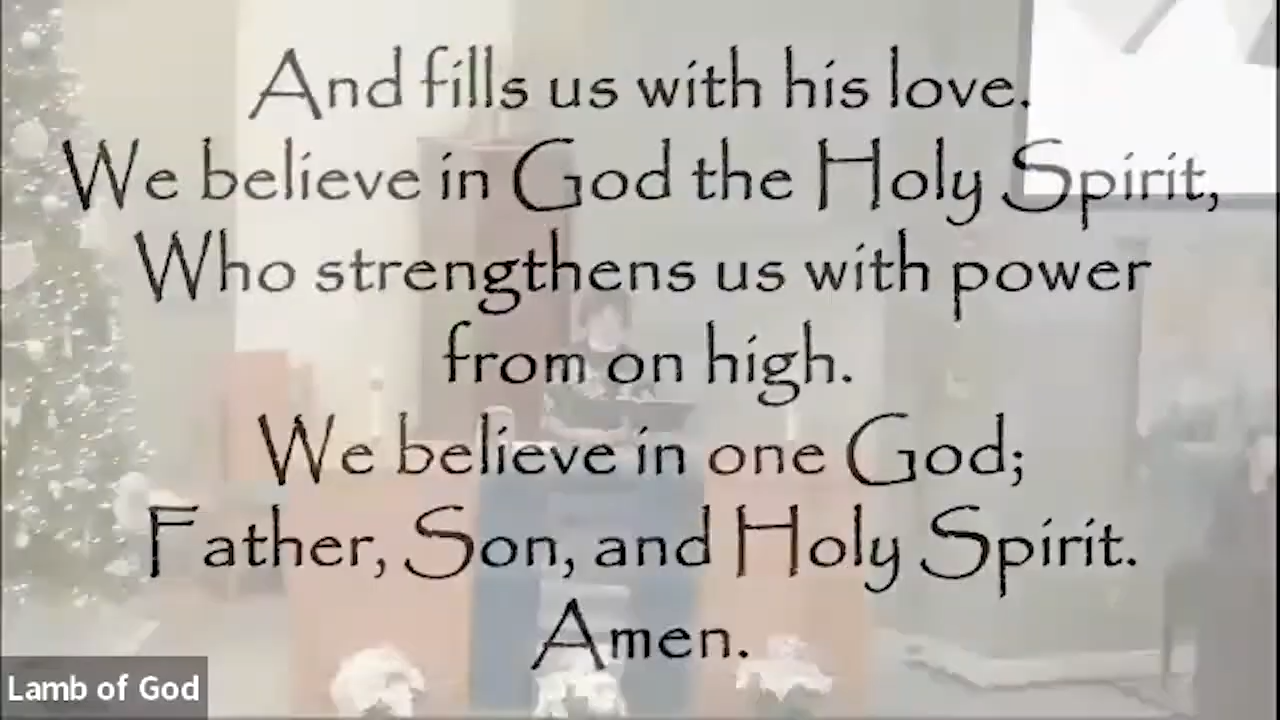 And fills us with his love.
We believe in God the Holy Spirit,
Who strengthens us with power
from on high.
We believe in one God;
Father, Son, and Holy Spirit.
Amen.
Lamb of God